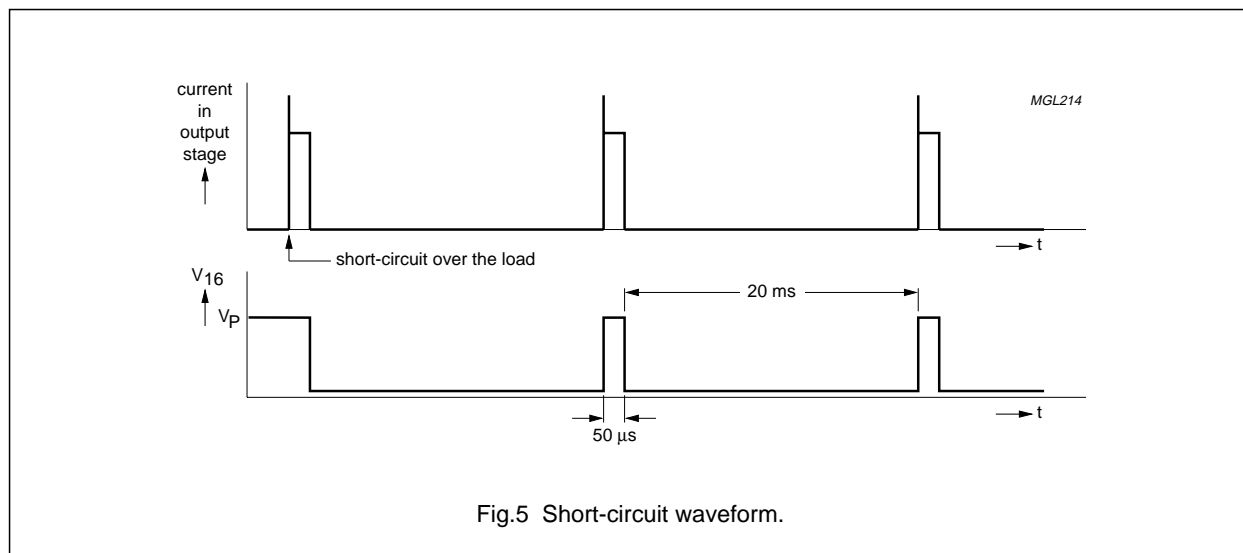 current
in
output
stage
MGL214
t
short-circuit over the load
V16
VP
20 ms
t
50 µs
Fig.5 Short-circuit waveform.